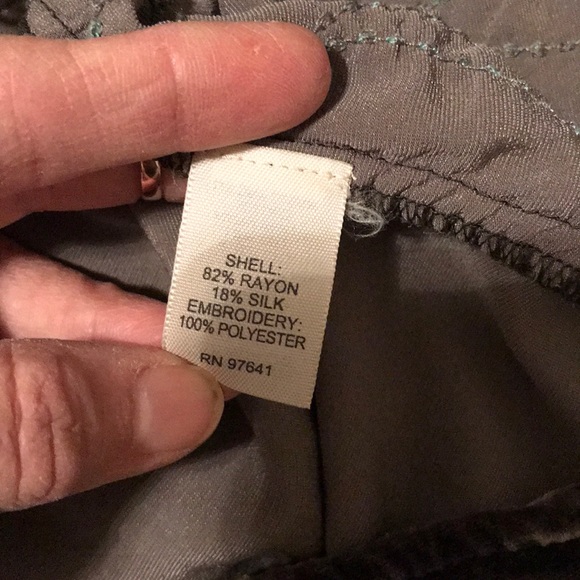 SHELL:
82% RAYON
18% SILK
EMBROIDERY:
100% POLYESTER
RN 97641